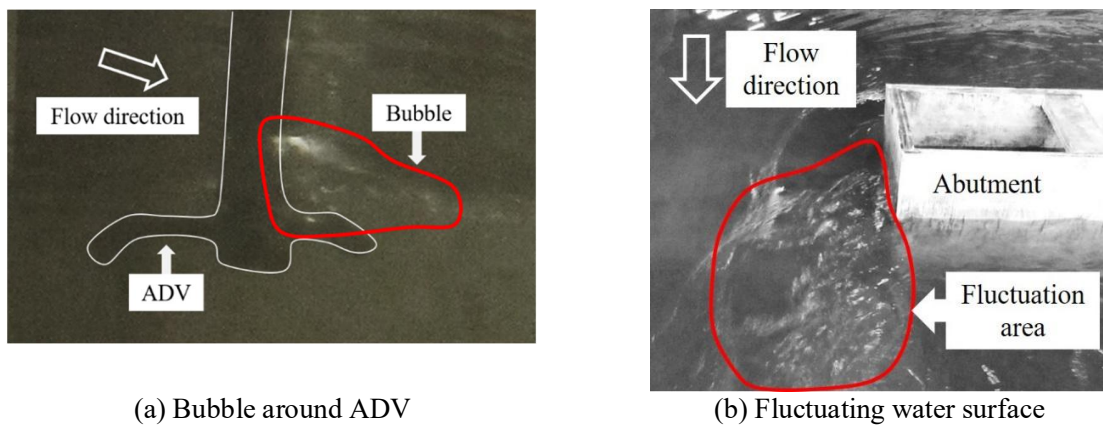 Flow direction
Bubble
ADV
Flow
direction
Abutment
Fluctuation
area
(a) Bubble around ADV
(b) Fluctuating water surface